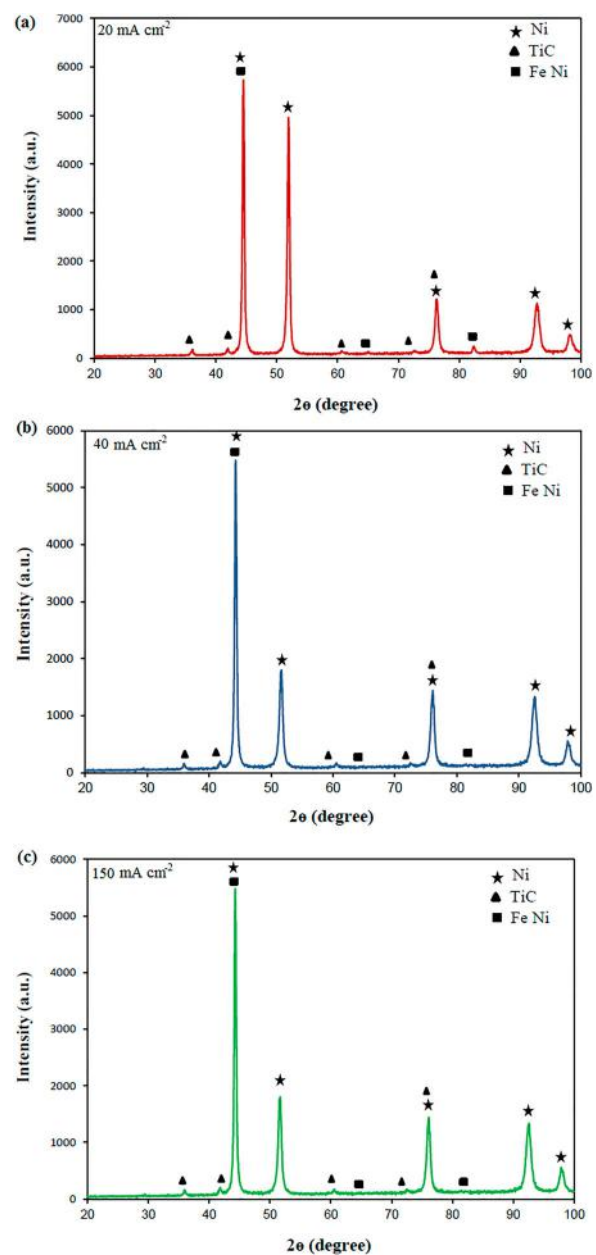 (a)
20 mA cm-2
★ Ni
▲ TiC
■ Fe Ni
Intensity (a.u.)
7000
6000
5000
4000
3000
2000
1000
0
20 30 40 50 60 70 80 90 100
2ɵ (degree)
(b)
40 mA cm-2
★ Ni
▲ TiC
■ Fe Ni
Intensity (a.u.)
6000
5000
4000
3000
2000
1000
0
20 30 40 50 60 70 80 90 100
2ɵ (degree)
(c)
150 mA cm-2
★ Ni
▲ TiC
■ Fe Ni
Intensity (a.u.)
6000
5000
4000
3000
2000
1000
0
20 30 40 50 60 70 80 90 100
2ɵ (degree)